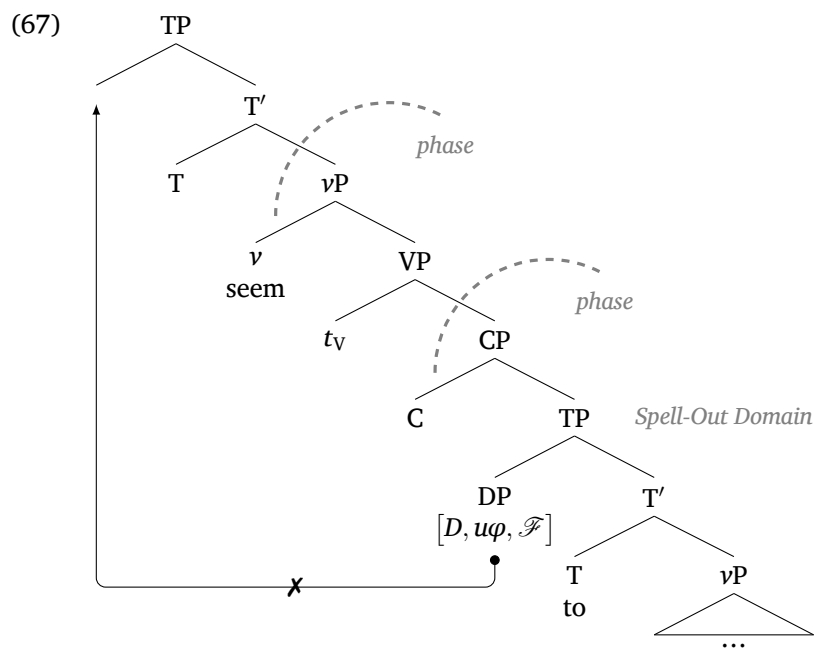 (67) TP
T′
phase
T vP
v VP
seem
phase
t_V CP
C TP Spell-Out Domain
DP T′
[D, uφ, ℱ]
T vP
✗
to
...